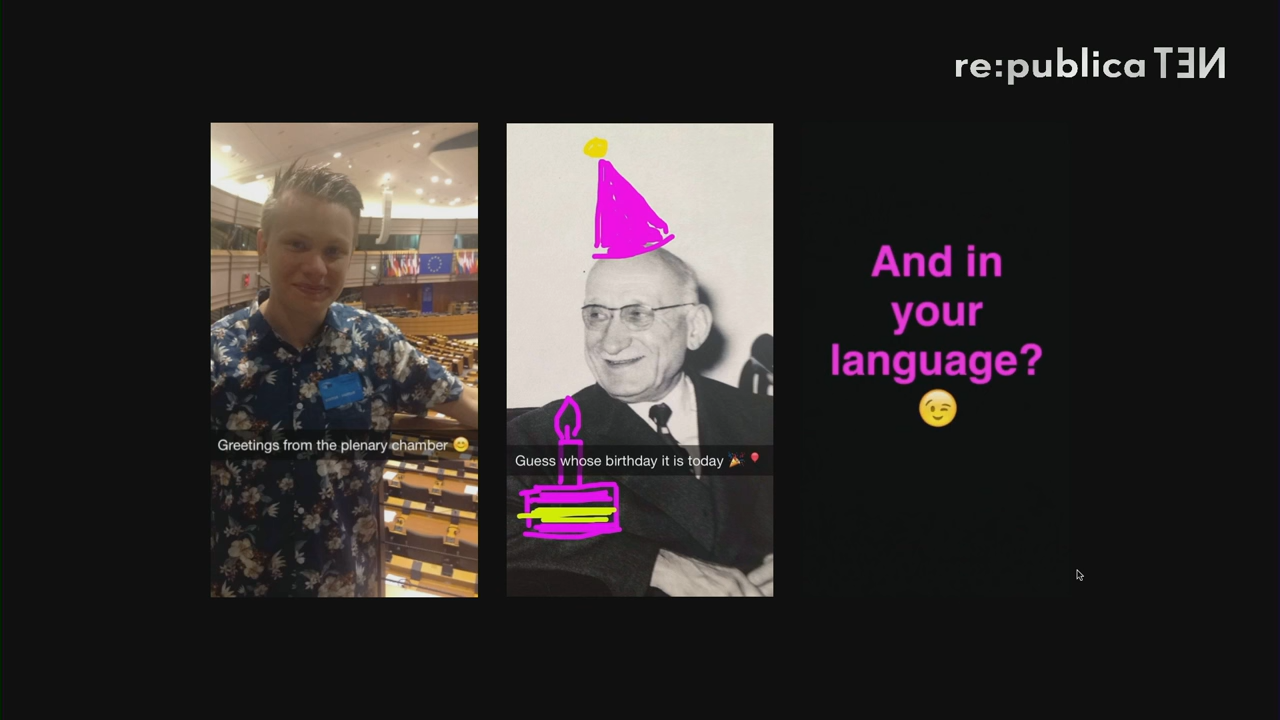 re:publica TEN
Greetings from the plenary chamber 😊
Guess whose birthday it is today 🎉🎈
And in
your
language?
😉